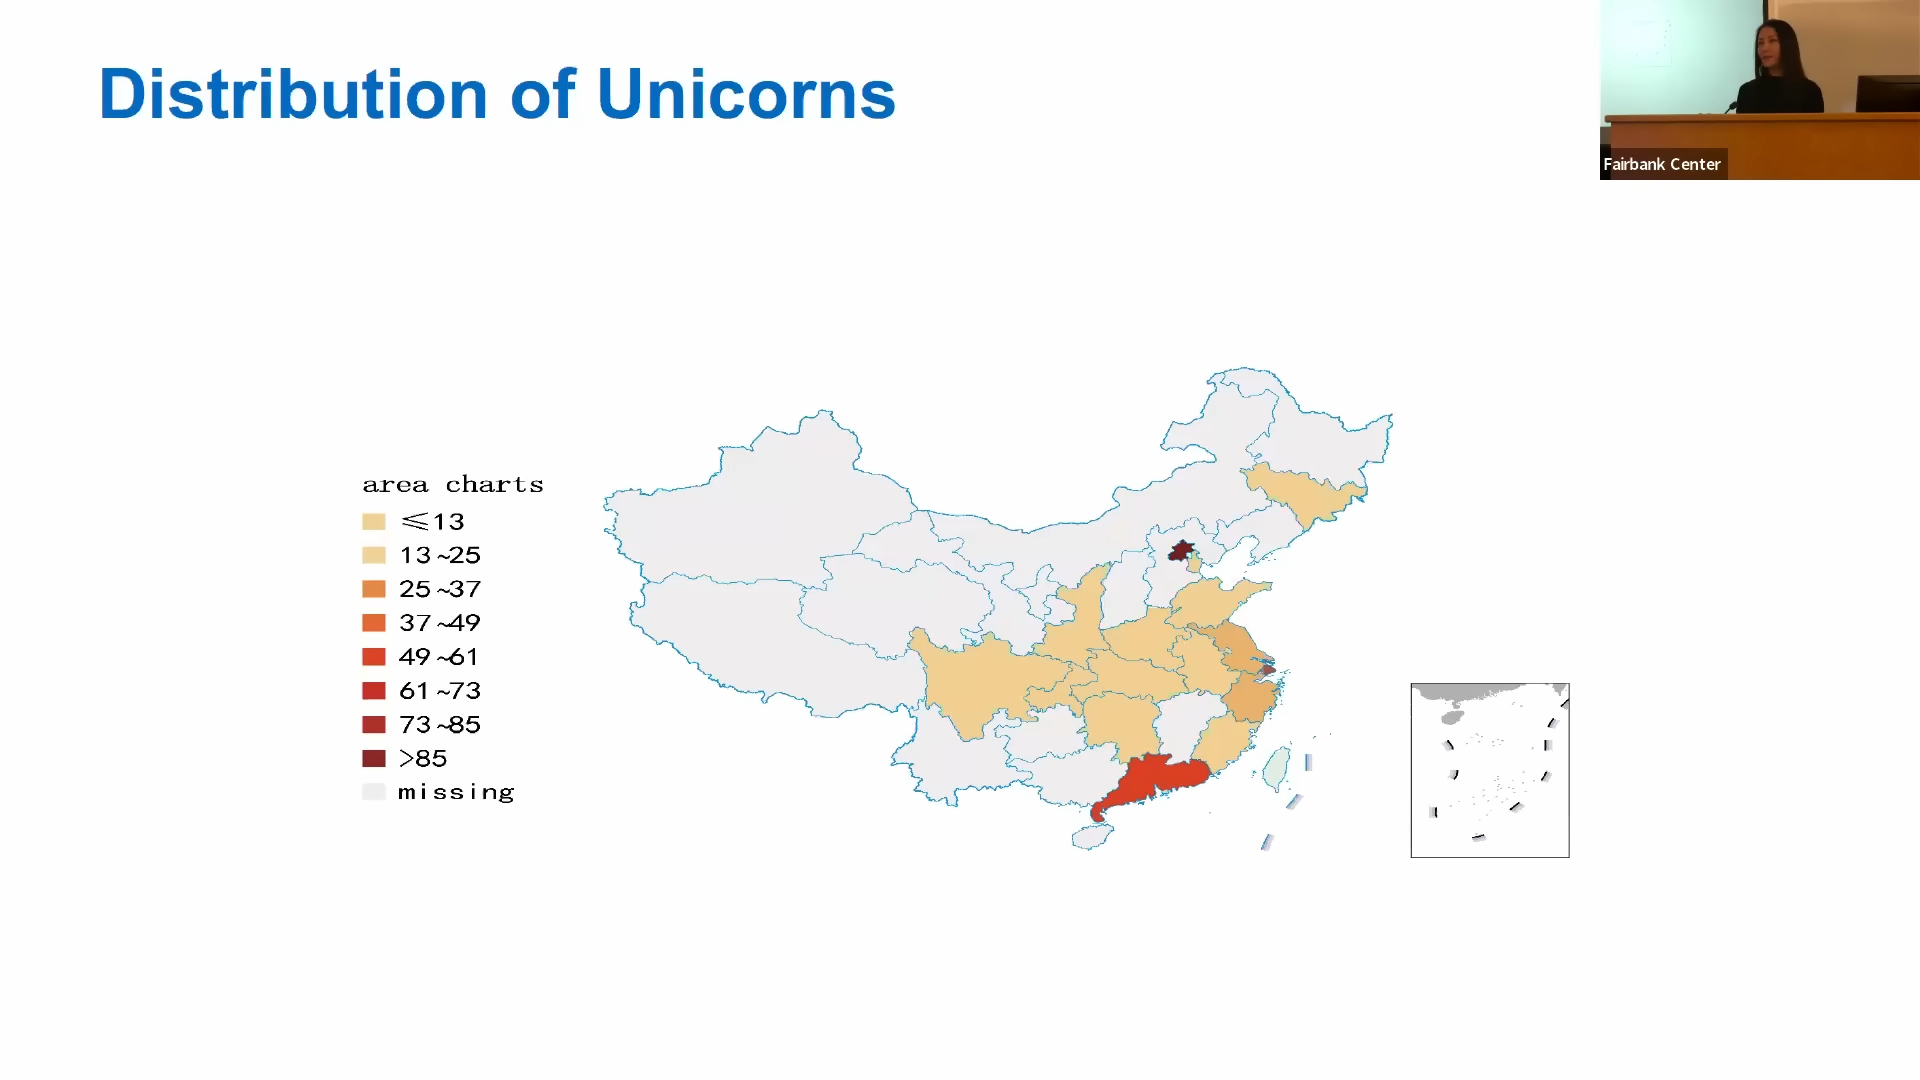 Distribution of Unicorns
Fairbank Center
area charts
≤13
13~25
25~37
37~49
49~61
61~73
73~85
>85
missing